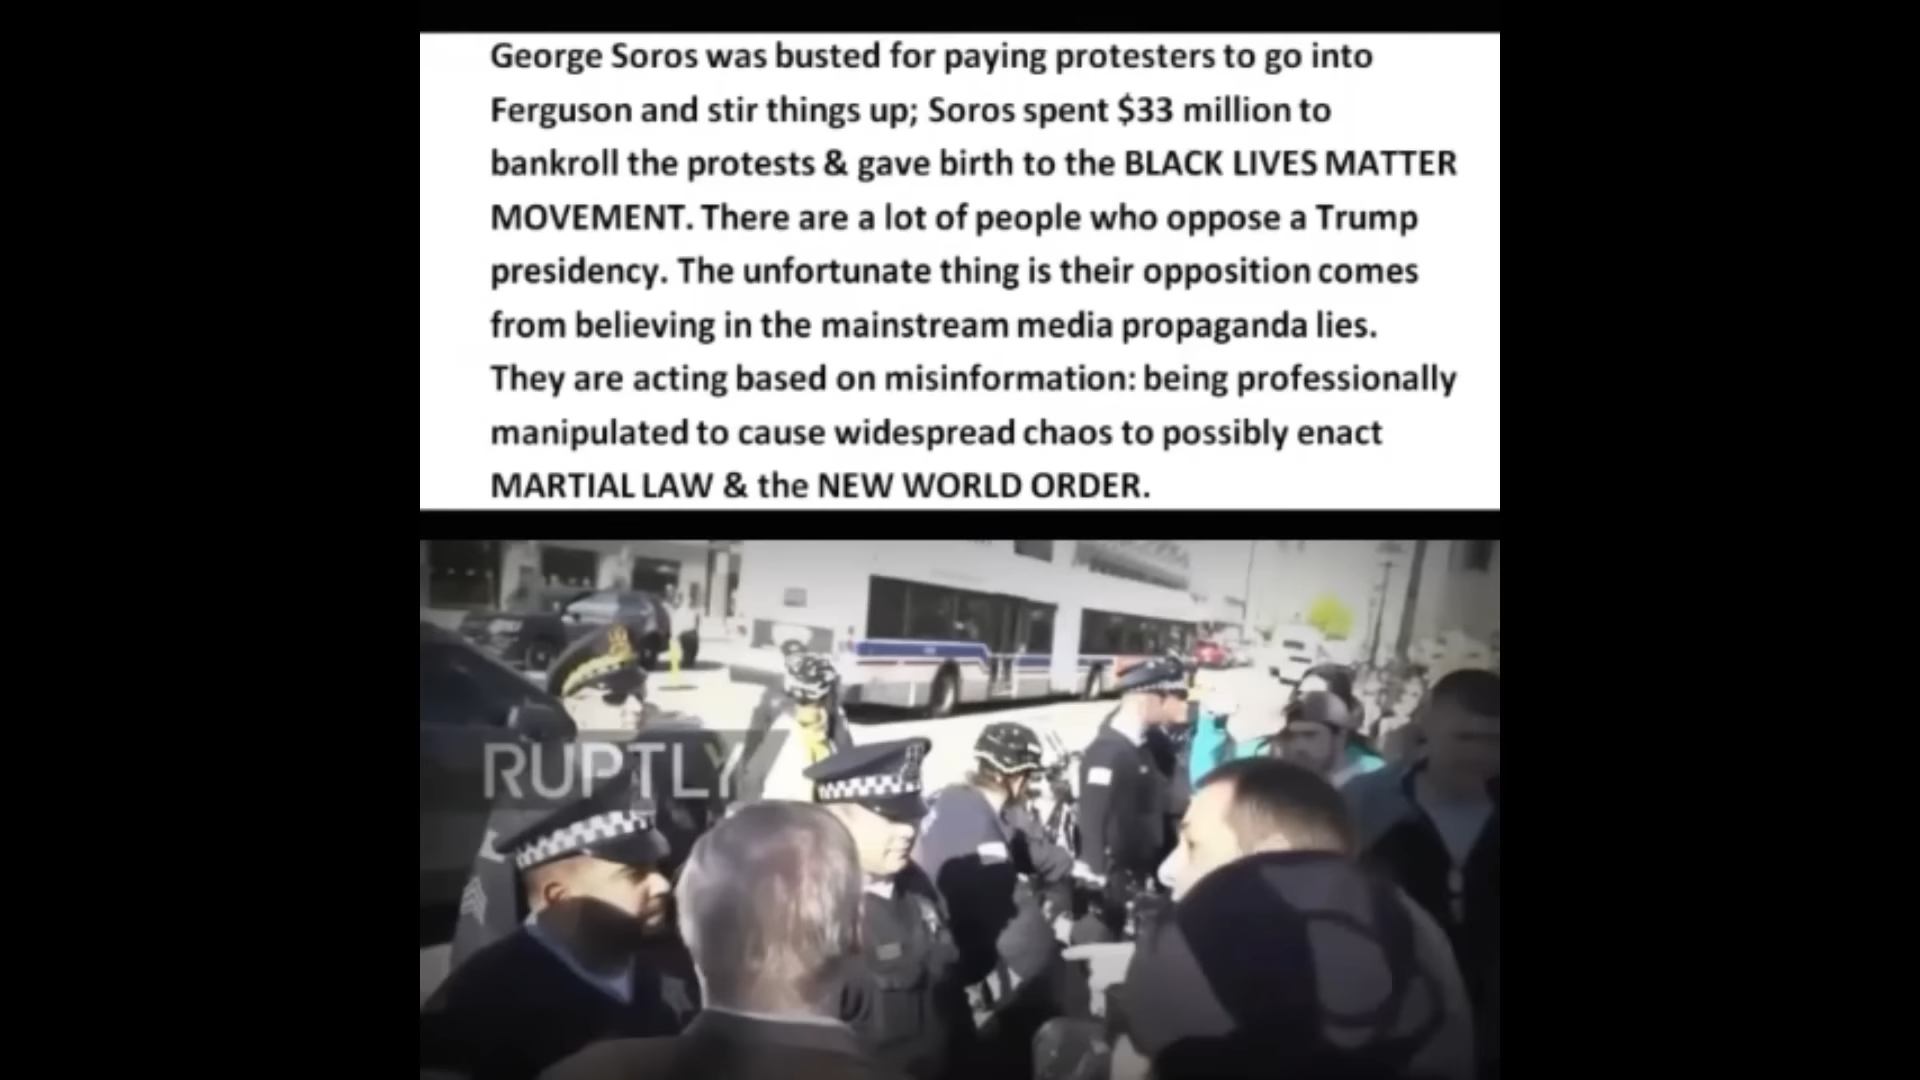 George Soros was busted for paying protesters to go into
Ferguson and stir things up; Soros spent $33 million to
bankroll the protests & gave birth to the BLACK LIVES MATTER
MOVEMENT. There are a lot of people who oppose a Trump
presidency. The unfortunate thing is their opposition comes
from believing in the mainstream media propaganda lies.
They are acting based on misinformation: being professionally
manipulated to cause widespread chaos to possibly enact
MARTIAL LAW & the NEW WORLD ORDER.
RUPTLY